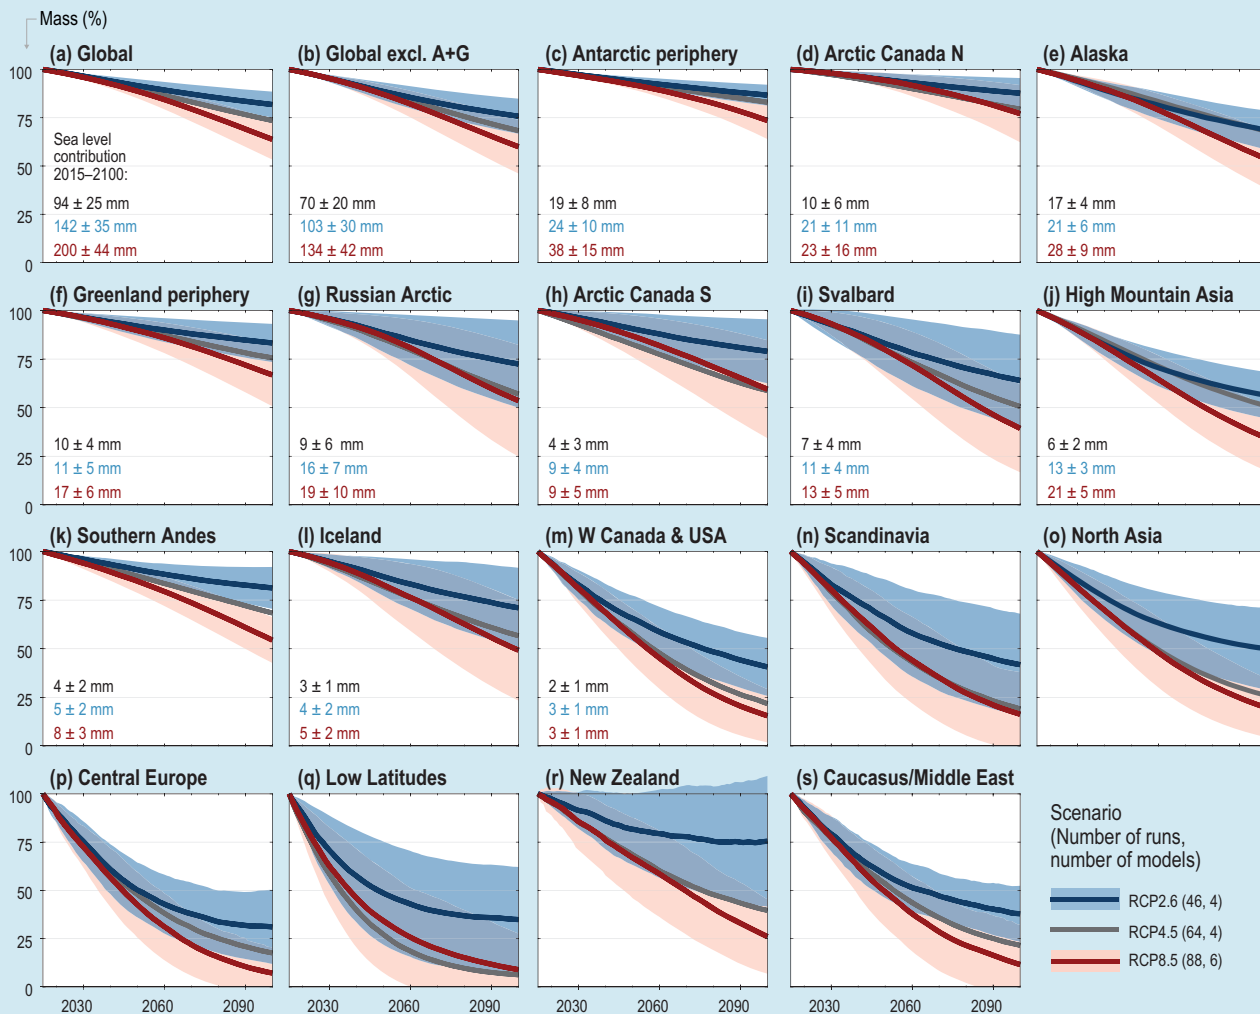 Mass (%)
(a) Global
(b) Global excl. A+G
(c) Antarctic periphery
(d) Arctic Canada N
(e) Alaska
100
75
50
25
0
Sea level
contribution
2015–2100:
94 ± 25 mm
142 ± 35 mm
200 ± 44 mm
70 ± 20 mm
103 ± 30 mm
134 ± 42 mm
19 ± 8 mm
24 ± 10 mm
38 ± 15 mm
10 ± 6 mm
21 ± 11 mm
23 ± 16 mm
17 ± 4 mm
21 ± 6 mm
28 ± 9 mm
(f) Greenland periphery
(g) Russian Arctic
(h) Arctic Canada S
(i) Svalbard
(j) High Mountain Asia
100
75
50
25
0
10 ± 4 mm
11 ± 5 mm
17 ± 6 mm
9 ± 6 mm
16 ± 7 mm
19 ± 10 mm
4 ± 3 mm
9 ± 4 mm
9 ± 5 mm
7 ± 4 mm
11 ± 4 mm
13 ± 5 mm
6 ± 2 mm
13 ± 3 mm
21 ± 5 mm
(k) Southern Andes
(l) Iceland
(m) W Canada & USA
(n) Scandinavia
(o) North Asia
100
75
50
25
0
4 ± 2 mm
5 ± 2 mm
8 ± 3 mm
3 ± 1 mm
4 ± 2 mm
5 ± 2 mm
2 ± 1 mm
3 ± 1 mm
3 ± 1 mm
(p) Central Europe
(q) Low Latitudes
(r) New Zealand
(s) Caucasus/Middle East
100
75
50
25
0
2030 2060 2090
2030 2060 2090
2030 2060 2090
2030 2060 2090
Scenario
(Number of runs,
number of models)
RCP2.6 (46, 4)
RCP4.5 (64, 4)
RCP8.5 (88, 6)